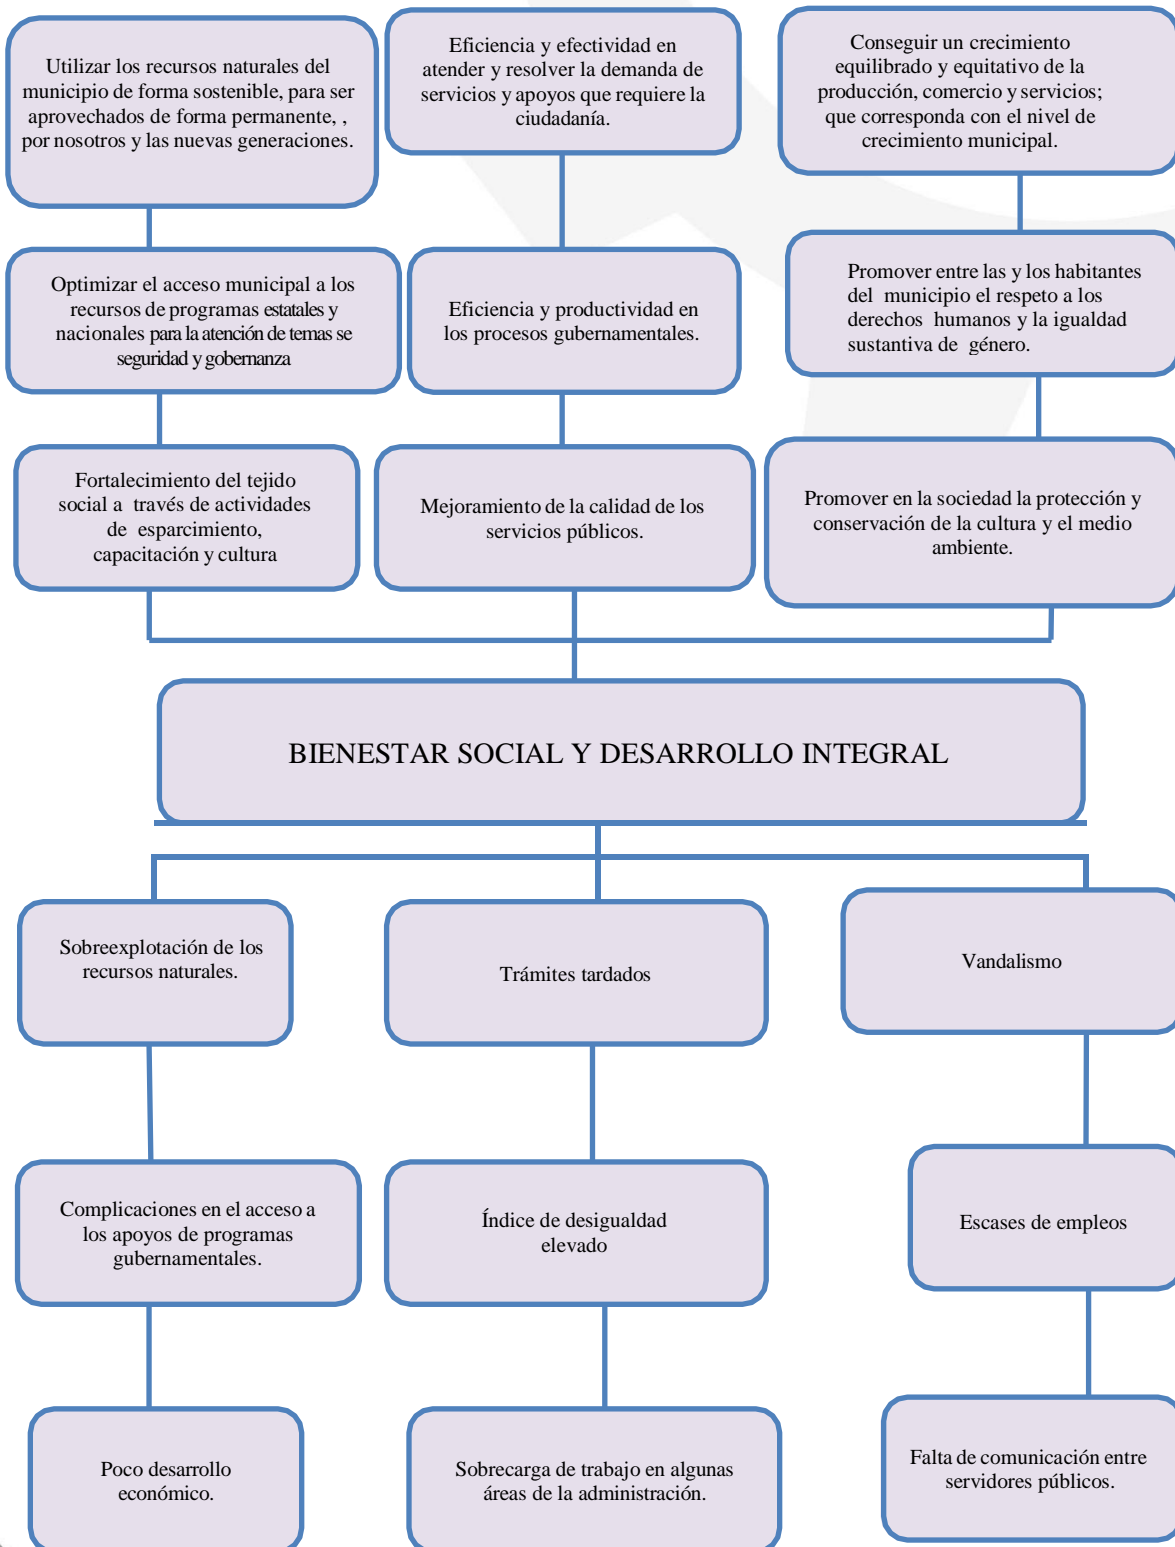 Utilizar los recursos naturales del
municipio de forma sostenible, para ser
aprovechados de forma permanente, ,
por nosotros y las nuevas generaciones.
Eficiencia y efectividad en
atender y resolver la demanda de
servicios y apoyos que requiere la
ciudadanía.
Conseguir un crecimiento
equilibrado y equitativo de la
producción, comercio y servicios;
que corresponda con el nivel de
crecimiento municipal.
Optimizar el acceso municipal a los
recursos de programas estatales y
nacionales para la atención de temas se
seguridad y gobernanza
Eficiencia y productividad en
los procesos gubernamentales.
Promover entre las y los habitantes
del municipio el respeto a los
derechos humanos y la igualdad
sustantiva de género.
Fortalecimiento del tejido
social a través de actividades
de esparcimiento,
capacitación y cultura
Mejoramiento de la calidad de los
servicios públicos.
Promover en la sociedad la protección y
conservación de la cultura y el medio
ambiente.
BIENESTAR SOCIAL Y DESARROLLO INTEGRAL
Sobreexplotación de los
recursos naturales.
Trámites tardados
Vandalismo
Complicaciones en el acceso a
los apoyos de programas
gubernamentales.
Índice de desigualdad
elevado
Escases de empleos
Poco desarrollo
económico.
Sobrecarga de trabajo en algunas
áreas de la administración.
Falta de comunicación entre
servidores públicos.